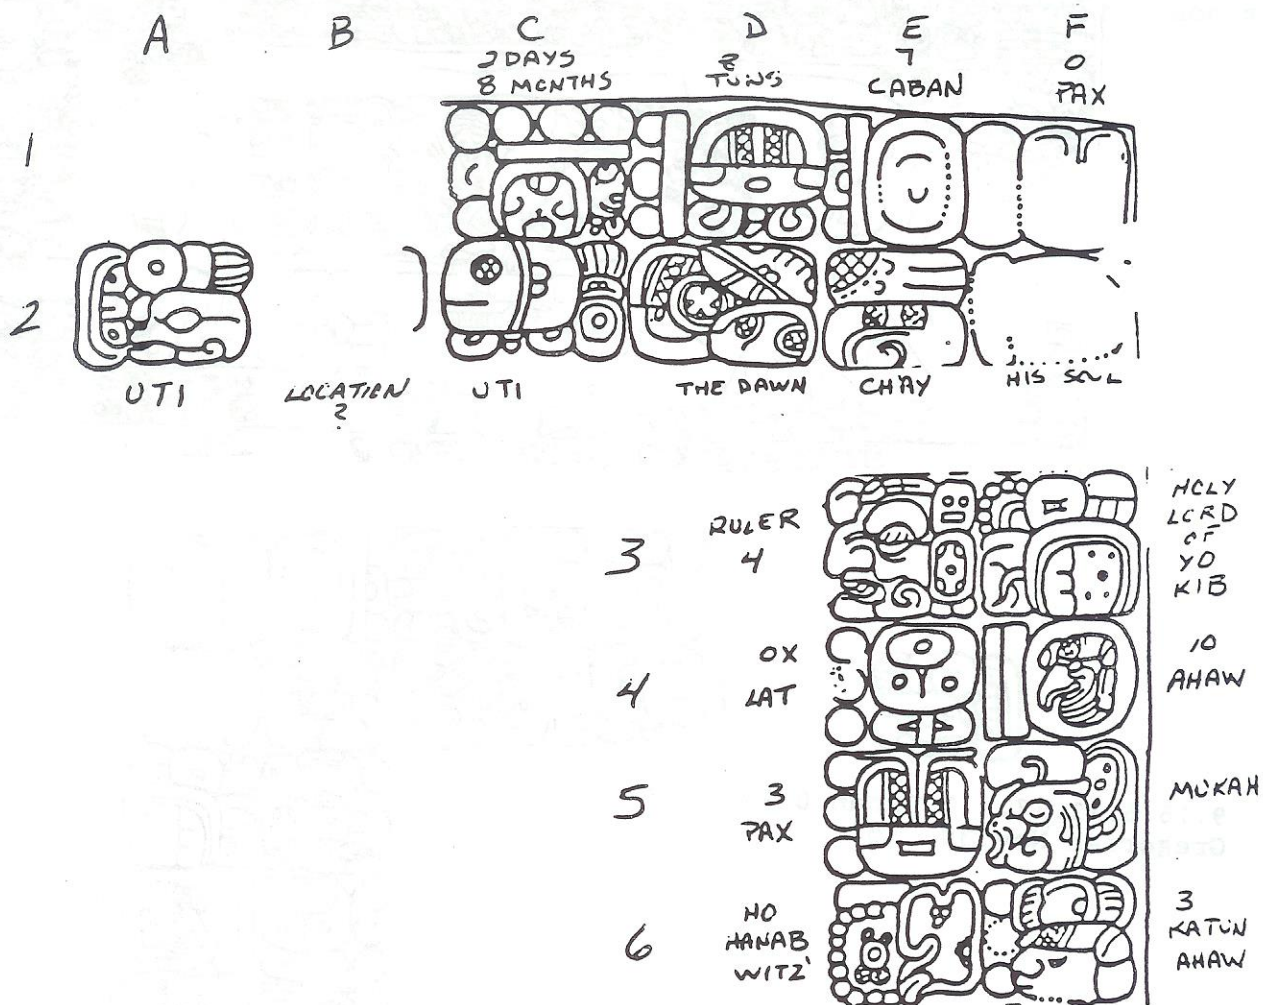 A B C D E F
2 DAYS
8 MONTHS
2
TUNS
7
CABAN
0
PAX
1
2
UTI
LOCATION
?
UTI
THE DAWN
CHAY
HIS SOUL
3
RULER
4
HOLY
LORD
OF
YO
KIB
4
OX
LAT
10
AHAW
5
3
PAX
MUKAH
6
HO
HANAB
WITZ'
3
KATUN
AHAW